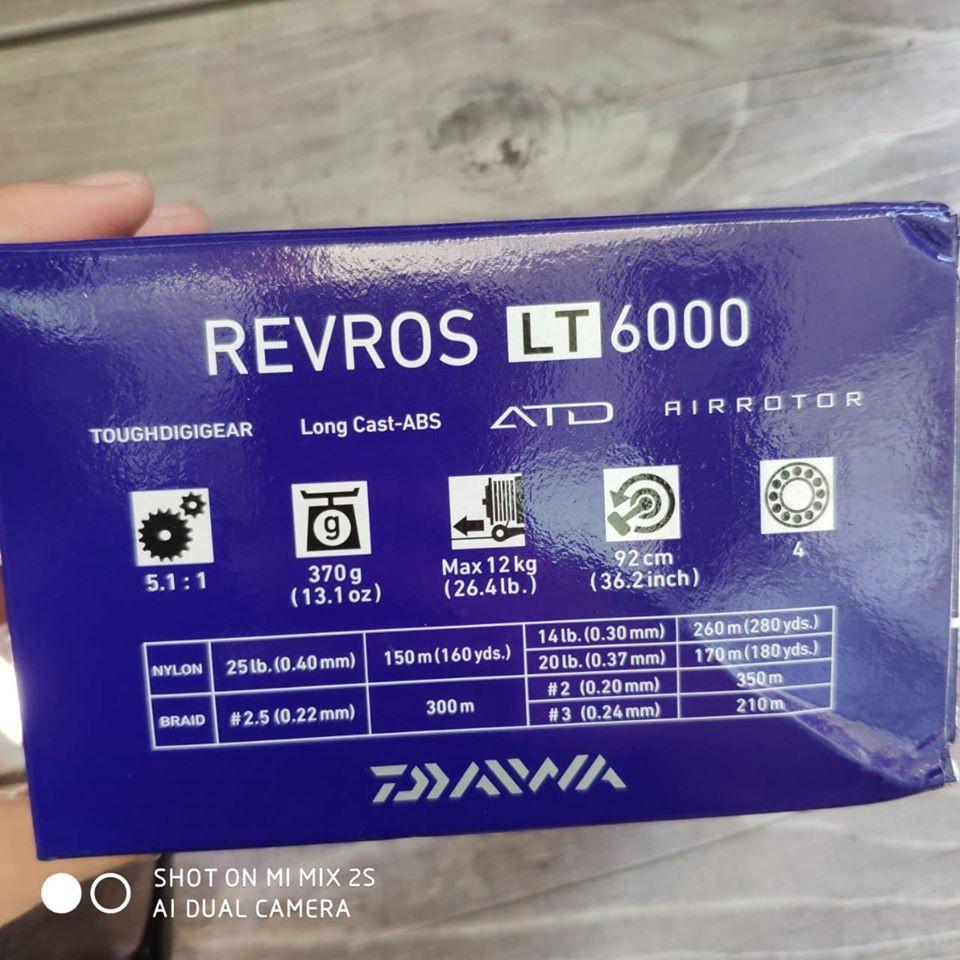 REVROS LT 6000
TOUGHDIGIGEAR Long Cast-ABS ATD AIRROTOR
g
5.1 : 1 370 g Max 12 kg 92 cm 4
(13.1 oz) (26.4 lb.) (36.2 inch)
NYLON 25 lb. (0.40 mm) 150 m (160 yds.) 14 lb. (0.30 mm) 260 m (280 yds.)
20 lb. (0.37 mm) 170 m (180 yds.)
BRAID #2.5 (0.22 mm) 300 m #2 (0.20 mm) 350 m
#3 (0.24 mm) 210 m
DAIWA
SHOT ON MI MIX 2S
AI DUAL CAMERA